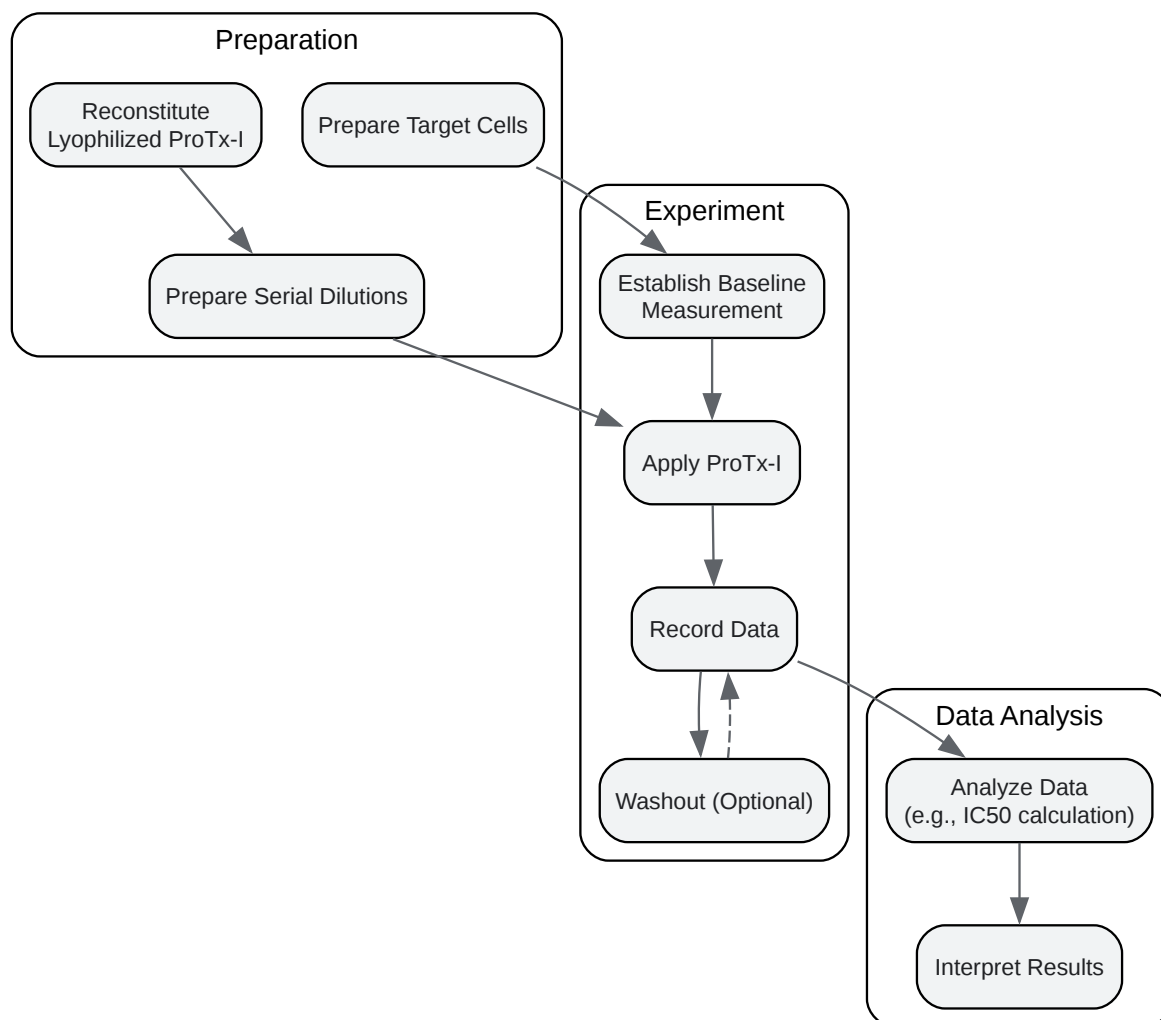 Preparation
Reconstitute
Lyophilized ProTx-I
Prepare Target Cells
Prepare Serial Dilutions
Experiment
Establish Baseline
Measurement
Apply ProTx-I
Record Data
Washout (Optional)
Data Analysis
Analyze Data
(e.g., IC50 calculation)
Interpret Results